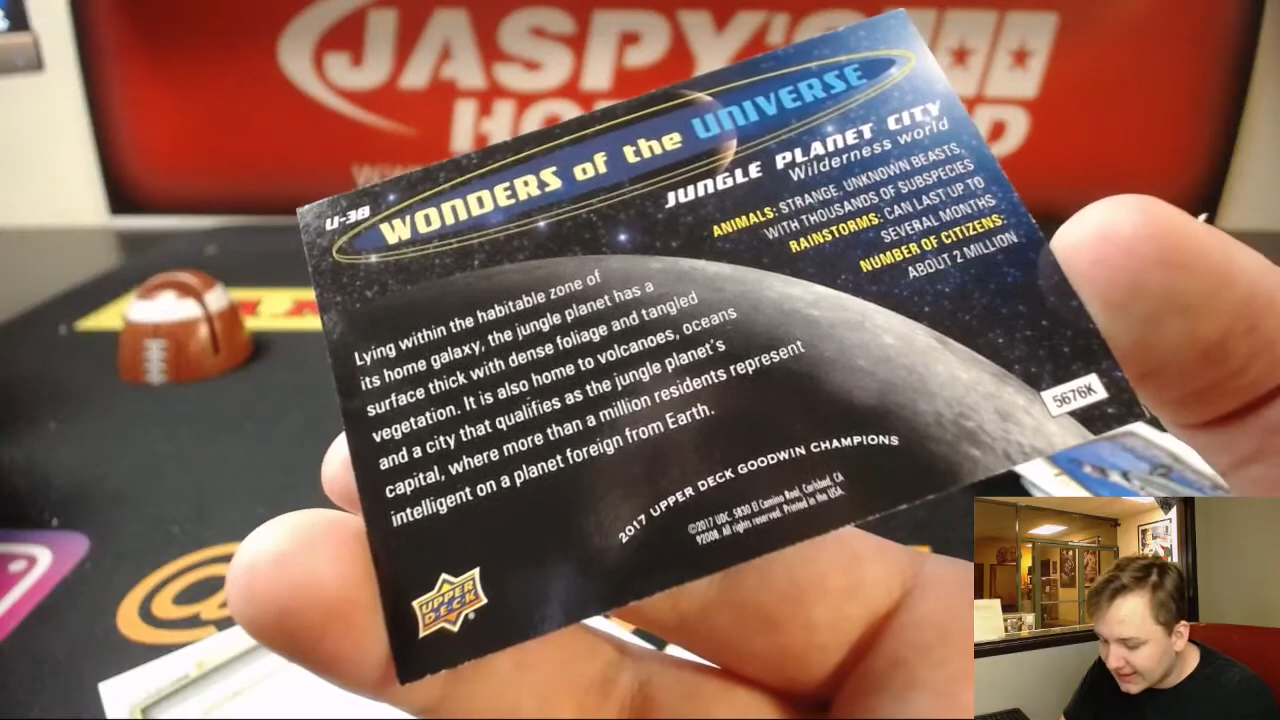 JASPY'S
U-38
WONDERS of the UNIVERSE
JUNGLE PLANET CITY
Wilderness world
ANIMALS: STRANGE, UNKNOWN BEASTS,
WITH THOUSANDS OF SUBSPECIES
RAINSTORMS: CAN LAST UP TO
SEVERAL MONTHS
NUMBER OF CITIZENS:
ABOUT 2 MILLION
Lying within the habitable zone of
its home galaxy, the jungle planet has a
surface thick with dense foliage and tangled
vegetation. It is also home to volcanoes, oceans
and a city that qualifies as the jungle planet's
capital, where more than a million residents represent
intelligent on a planet foreign from Earth.
5676K
2017 UPPER DECK GOODWIN CHAMPIONS
©2017 UDC. 5830 El Camino Real, Carlsbad, CA
92008. All rights reserved. Printed in the USA.
UPPER
D·E·C·K
@